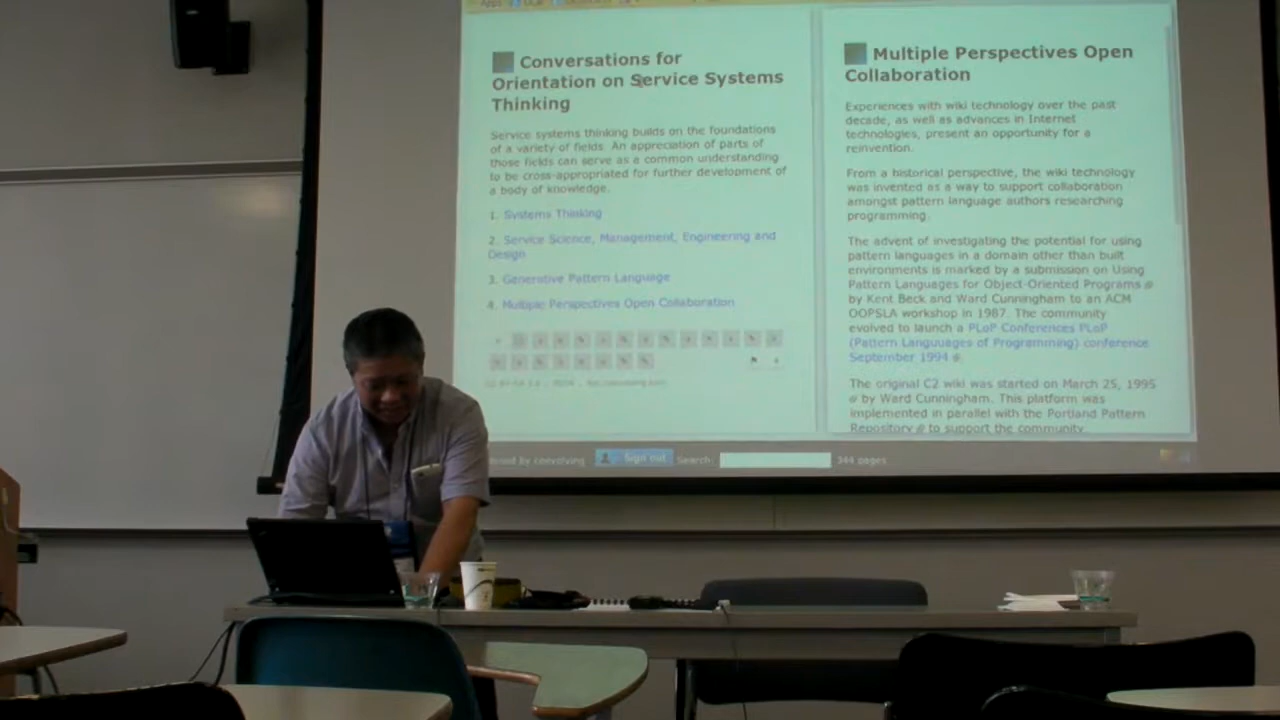 Apps
Conversations for
Orientation on Service Systems
Thinking
Service systems thinking builds on the foundations
of a variety of fields. An appreciation of parts of
those fields can serve as a common understanding
to be cross-appropriated for further development of
a body of knowledge.
1. Systems Thinking
2. Service Science, Management, Engineering and
Design
3. Generative Pattern Language
4. Multiple Perspectives Open Collaboration
Multiple Perspectives Open
Collaboration
Experiences with wiki technology over the past
decade, as well as advances in Internet
technologies, present an opportunity for a
reinvention.
From a historical perspective, the wiki technology
was invented as a way to support collaboration
amongst pattern language authors researching
programming.
The advent of investigating the potential for using
pattern languages in a domain other than built
environments is marked by a submission on Using
Pattern Languages for Object-Oriented Programs
by Kent Beck and Ward Cunningham to an ACM
OOPSLA workshop in 1987. The community
evolved to launch a PLoP Conferences PLoP
(Pattern Languuages of Programming) conference
September 1994
The original C2 wiki was started on March 25, 1995
by Ward Cunningham. This platform was
implemented in parallel with the Portland Pattern
Repository to support the community.
by coevolving
Sign out
Search:
344 pages